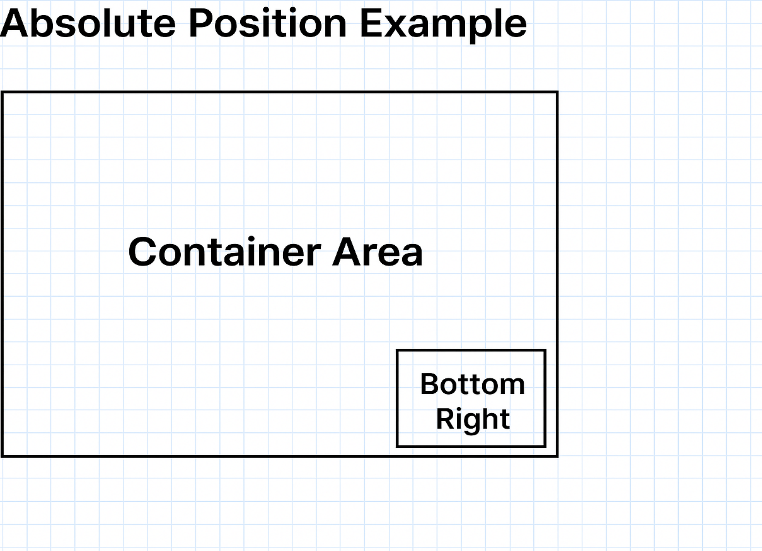 Absolute Position Example
Container Area
Bottom
Right